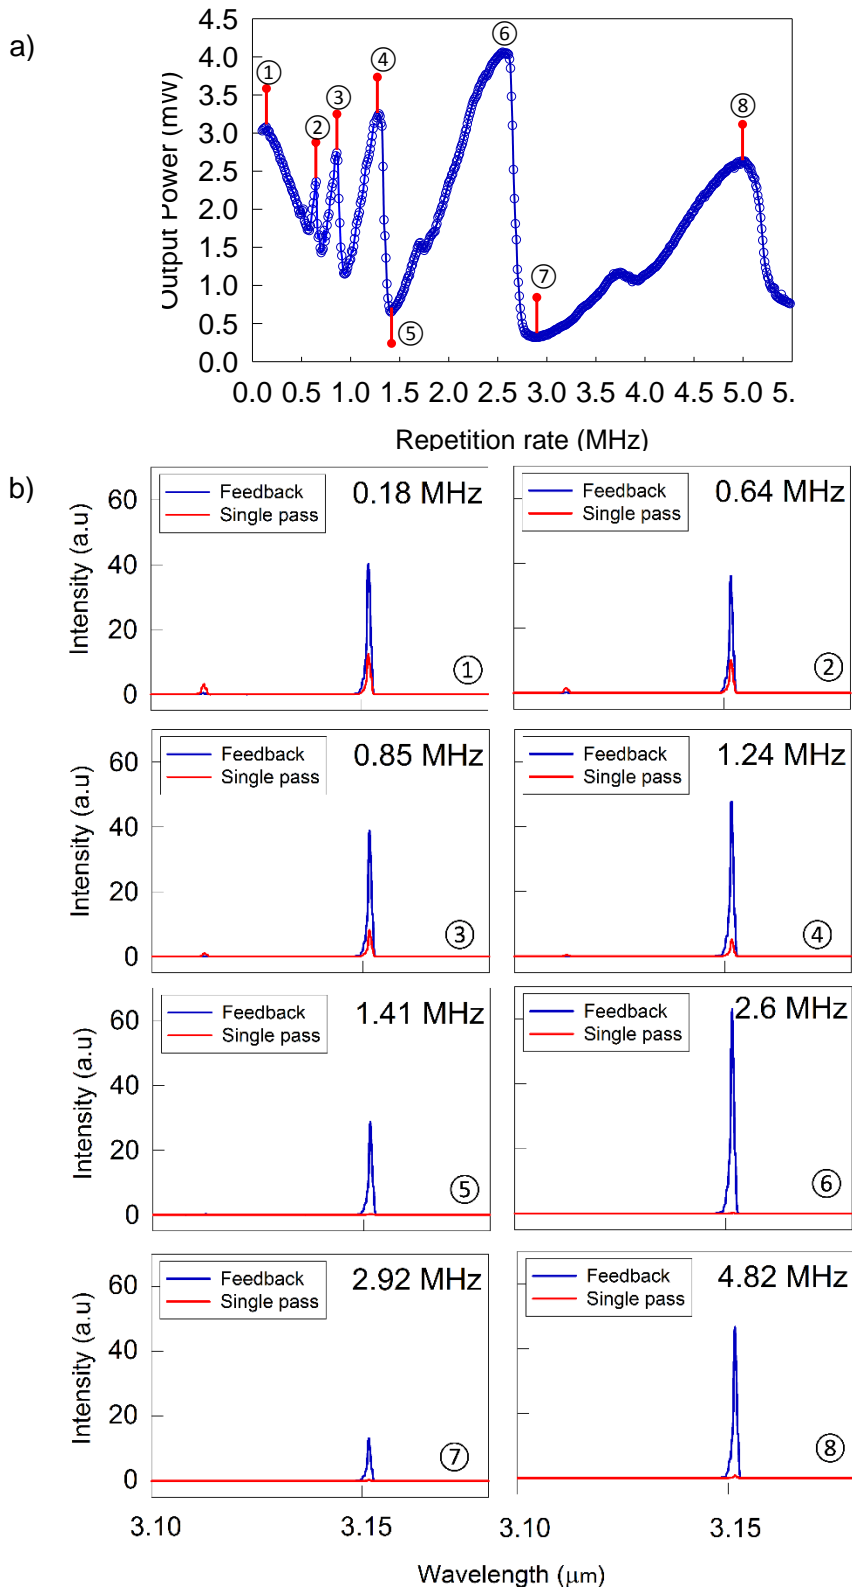 a)
4.5
4.0
3.5
3.0
2.5
2.0
1.5
1.0
0.5
0.0
Output Power (mW)
① ② ③ ④ ⑤ ⑥ ⑦ ⑧
0.0 0.5 1.0 1.5 2.0 2.5 3.0 3.5 4.0 4.5 5.0 5.
Repetition rate (MHz)
b)
Intensity (a.u)
60
40
20
0
Feedback
Single pass
0.18 MHz
①
Feedback
Single pass
0.64 MHz
②
Intensity (a.u)
60
40
20
0
Feedback
Single pass
0.85 MHz
③
Feedback
Single pass
1.24 MHz
④
Intensity (a.u)
60
40
20
0
Feedback
Single pass
1.41 MHz
⑤
Feedback
Single pass
2.6 MHz
⑥
Intensity (a.u)
60
40
20
0
Feedback
Single pass
2.92 MHz
⑦
Feedback
Single pass
4.82 MHz
⑧
3.10 3.15 3.10 3.15
Wavelength (μm)